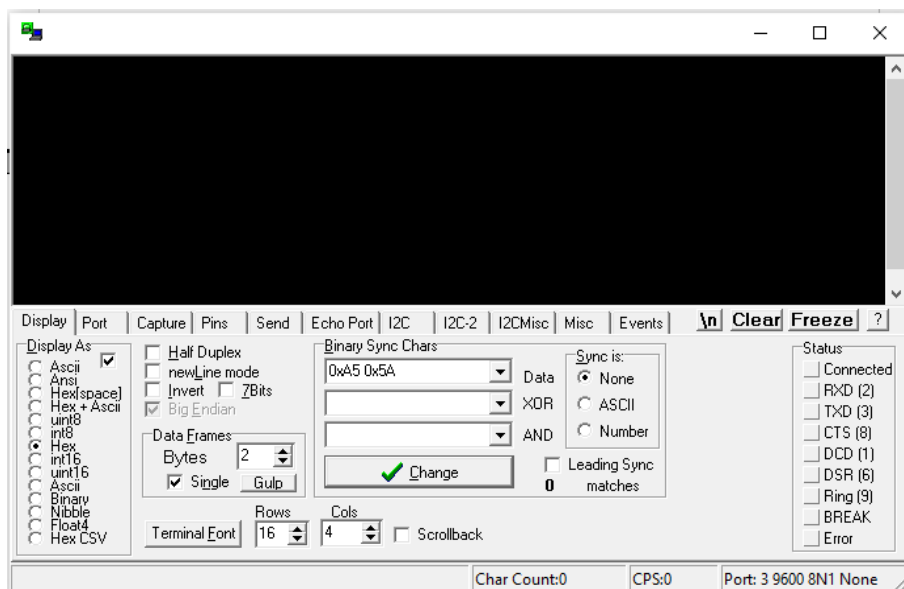 Display
Port
Capture
Pins
Send
Echo Port
I2C
I2C-2
I2CMisc
Misc
Events
\n
Clear
Freeze
?
Display As
Ascii
Ansi
Hex[space]
Hex + Ascii
uint8
int8
Hex
int16
uint16
Ascii
Binary
Nibble
Float4
Hex CSV
Half Duplex
newLine mode
Invert
7Bits
Big Endian
Data Frames
Bytes
2
Single
Gulp
Terminal Font
Rows
16
Cols
4
Scrollback
Binary Sync Chars
0xA5 0x5A
Data
XOR
AND
Change
Sync is:
None
ASCII
Number
Leading Sync
0 matches
Status
Connected
RXD (2)
TXD (3)
CTS (8)
DCD (1)
DSR (6)
Ring (9)
BREAK
Error
Char Count:0
CPS:0
Port: 3 9600 8N1 None